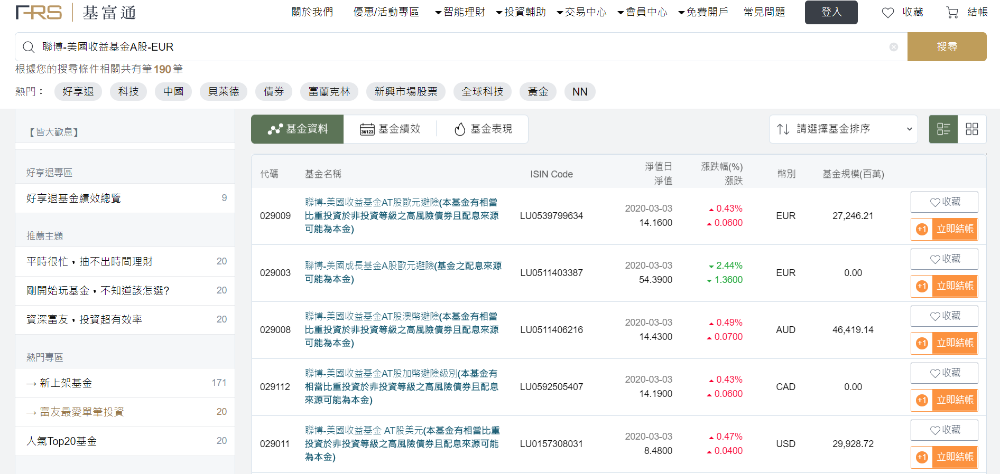 FRS 基富通
關於我們 優惠/活動專區 智能理財 投資輔助 交易中心 會員中心 免費開戶 常見問題 登入 收藏 結帳
聯博-美國收益基金A股-EUR 搜尋
根據您的搜尋條件相關共有筆 190 筆
熱門： 好享退 科技 中國 貝萊德 債券 富蘭克林 新興市場股票 全球科技 黃金 NN
【皆大歡息】
好享退專區
好享退基金績效總覽 9
推薦主題
平時很忙，抽不出時間理財 20
剛開始玩基金，不知道該怎選? 20
資深富友，投資超有效率 20
熱門專區
→ 新上架基金 171
→ 富友最愛單筆投資 20
人氣Top20基金 20
基金資料 36123 基金績效 基金表現 請選擇基金排序
代碼 基金名稱 ISIN Code 淨值日 漲跌幅(%) 幣別 基金規模(百萬)
淨值 漲跌
聯博-美國收益基金AT股歐元避險(本基金有相當
比重投資於非投資等級之高風險債券且配息來源
可能為本金)
029009 LU0539799634 2020-03-03 0.43% EUR 27,246.21 收藏
14.1600 0.0600 +1 立即結帳
聯博-美國成長基金A股歐元避險(基金之配息來源
可能為本金)
029003 LU0511403387 2020-03-03 2.44% EUR 0.00 收藏
54.3900 1.3600 +1 立即結帳
聯博-美國收益基金AT股澳幣避險(本基金有相當
比重投資於非投資等級之高風險債券且配息來源
可能為本金)
029008 LU0511406216 2020-03-03 0.49% AUD 46,419.14 收藏
14.4300 0.0700 +1 立即結帳
聯博-美國收益基金AT股加幣避險級別(本基金有
相當比重投資於非投資等級之高風險債券且配息
來源可能為本金)
029112 LU0592505407 2020-03-03 0.43% CAD 0.00 收藏
14.1900 0.0600 +1 立即結帳
聯博-美國收益基金 AT股美元(本基金有相當比重
投資於非投資等級之高風險債券且配息來源可能
為本金)
029011 LU0157308031 2020-03-03 0.47% USD 29,928.72 收藏
8.4800 0.0400 +1 立即結帳